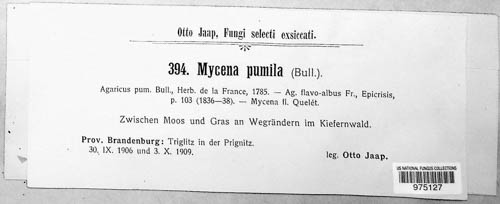 Otto Jaap, Fungi selecti exsiccati.
394. Mycena pumila (Bull.).
Agaricus pum. Bull., Herb. de la France, 1785. — Ag. flavo-albus Fr., Epicrisis,
p. 103 (1836—38). — Mycena fl. Quelét.
Zwischen Moos und Gras an Wegrändern im Kiefernwald.
Prov. Brandenburg: Triglitz in der Prignitz.
30. IX. 1906 und 3. X. 1909.
leg. Otto Jaap.
US NATIONAL FUNGUS COLLECTIONS
975127